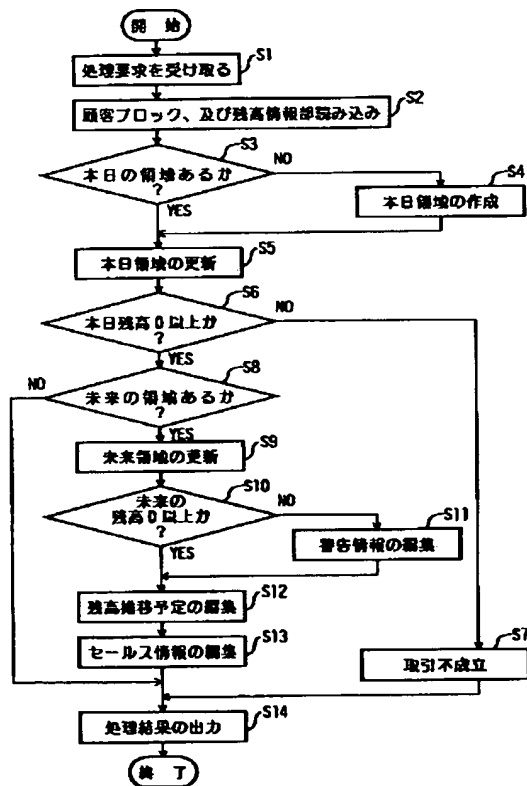 開 始
S1
処理要求を受け取る
S2
顧客ブロック、及び残高情報部読み込み
S3
本日の領域あるか
?
NO
YES
S4
本日領域の作成
S5
本日領域の更新
S6
本日残高0以上か
?
NO
YES
S8
未来の領域あるか
?
NO
YES
S9
未来領域の更新
S10
未来の
残高0以上か
?
NO
YES
S11
警告情報の編集
S12
残高推移予定の編集
S13
セールス情報の編集
S7
取引不成立
S14
処理結果の出力
終 了